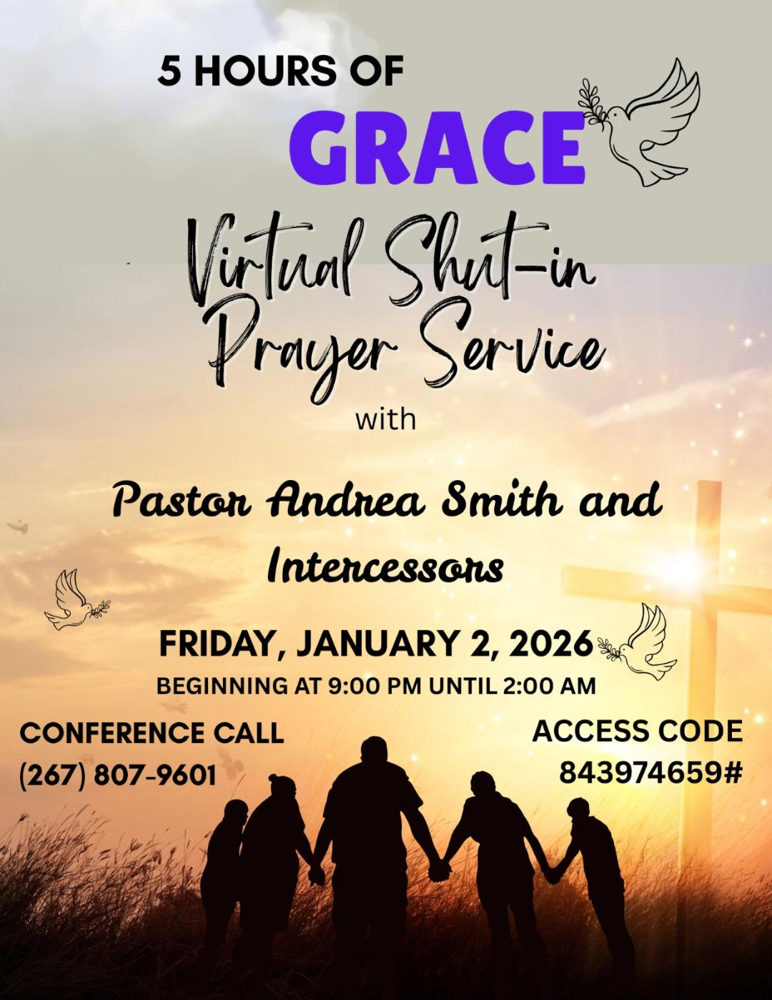 5 HOURS OF
GRACE
Virtual Shut-in
Prayer Service
with
Pastor Andrea Smith and
Intercessors
FRIDAY, JANUARY 2, 2026
BEGINNING AT 9:00 PM UNTIL 2:00 AM
CONFERENCE CALL
(267) 807-9601
ACCESS CODE
843974659#